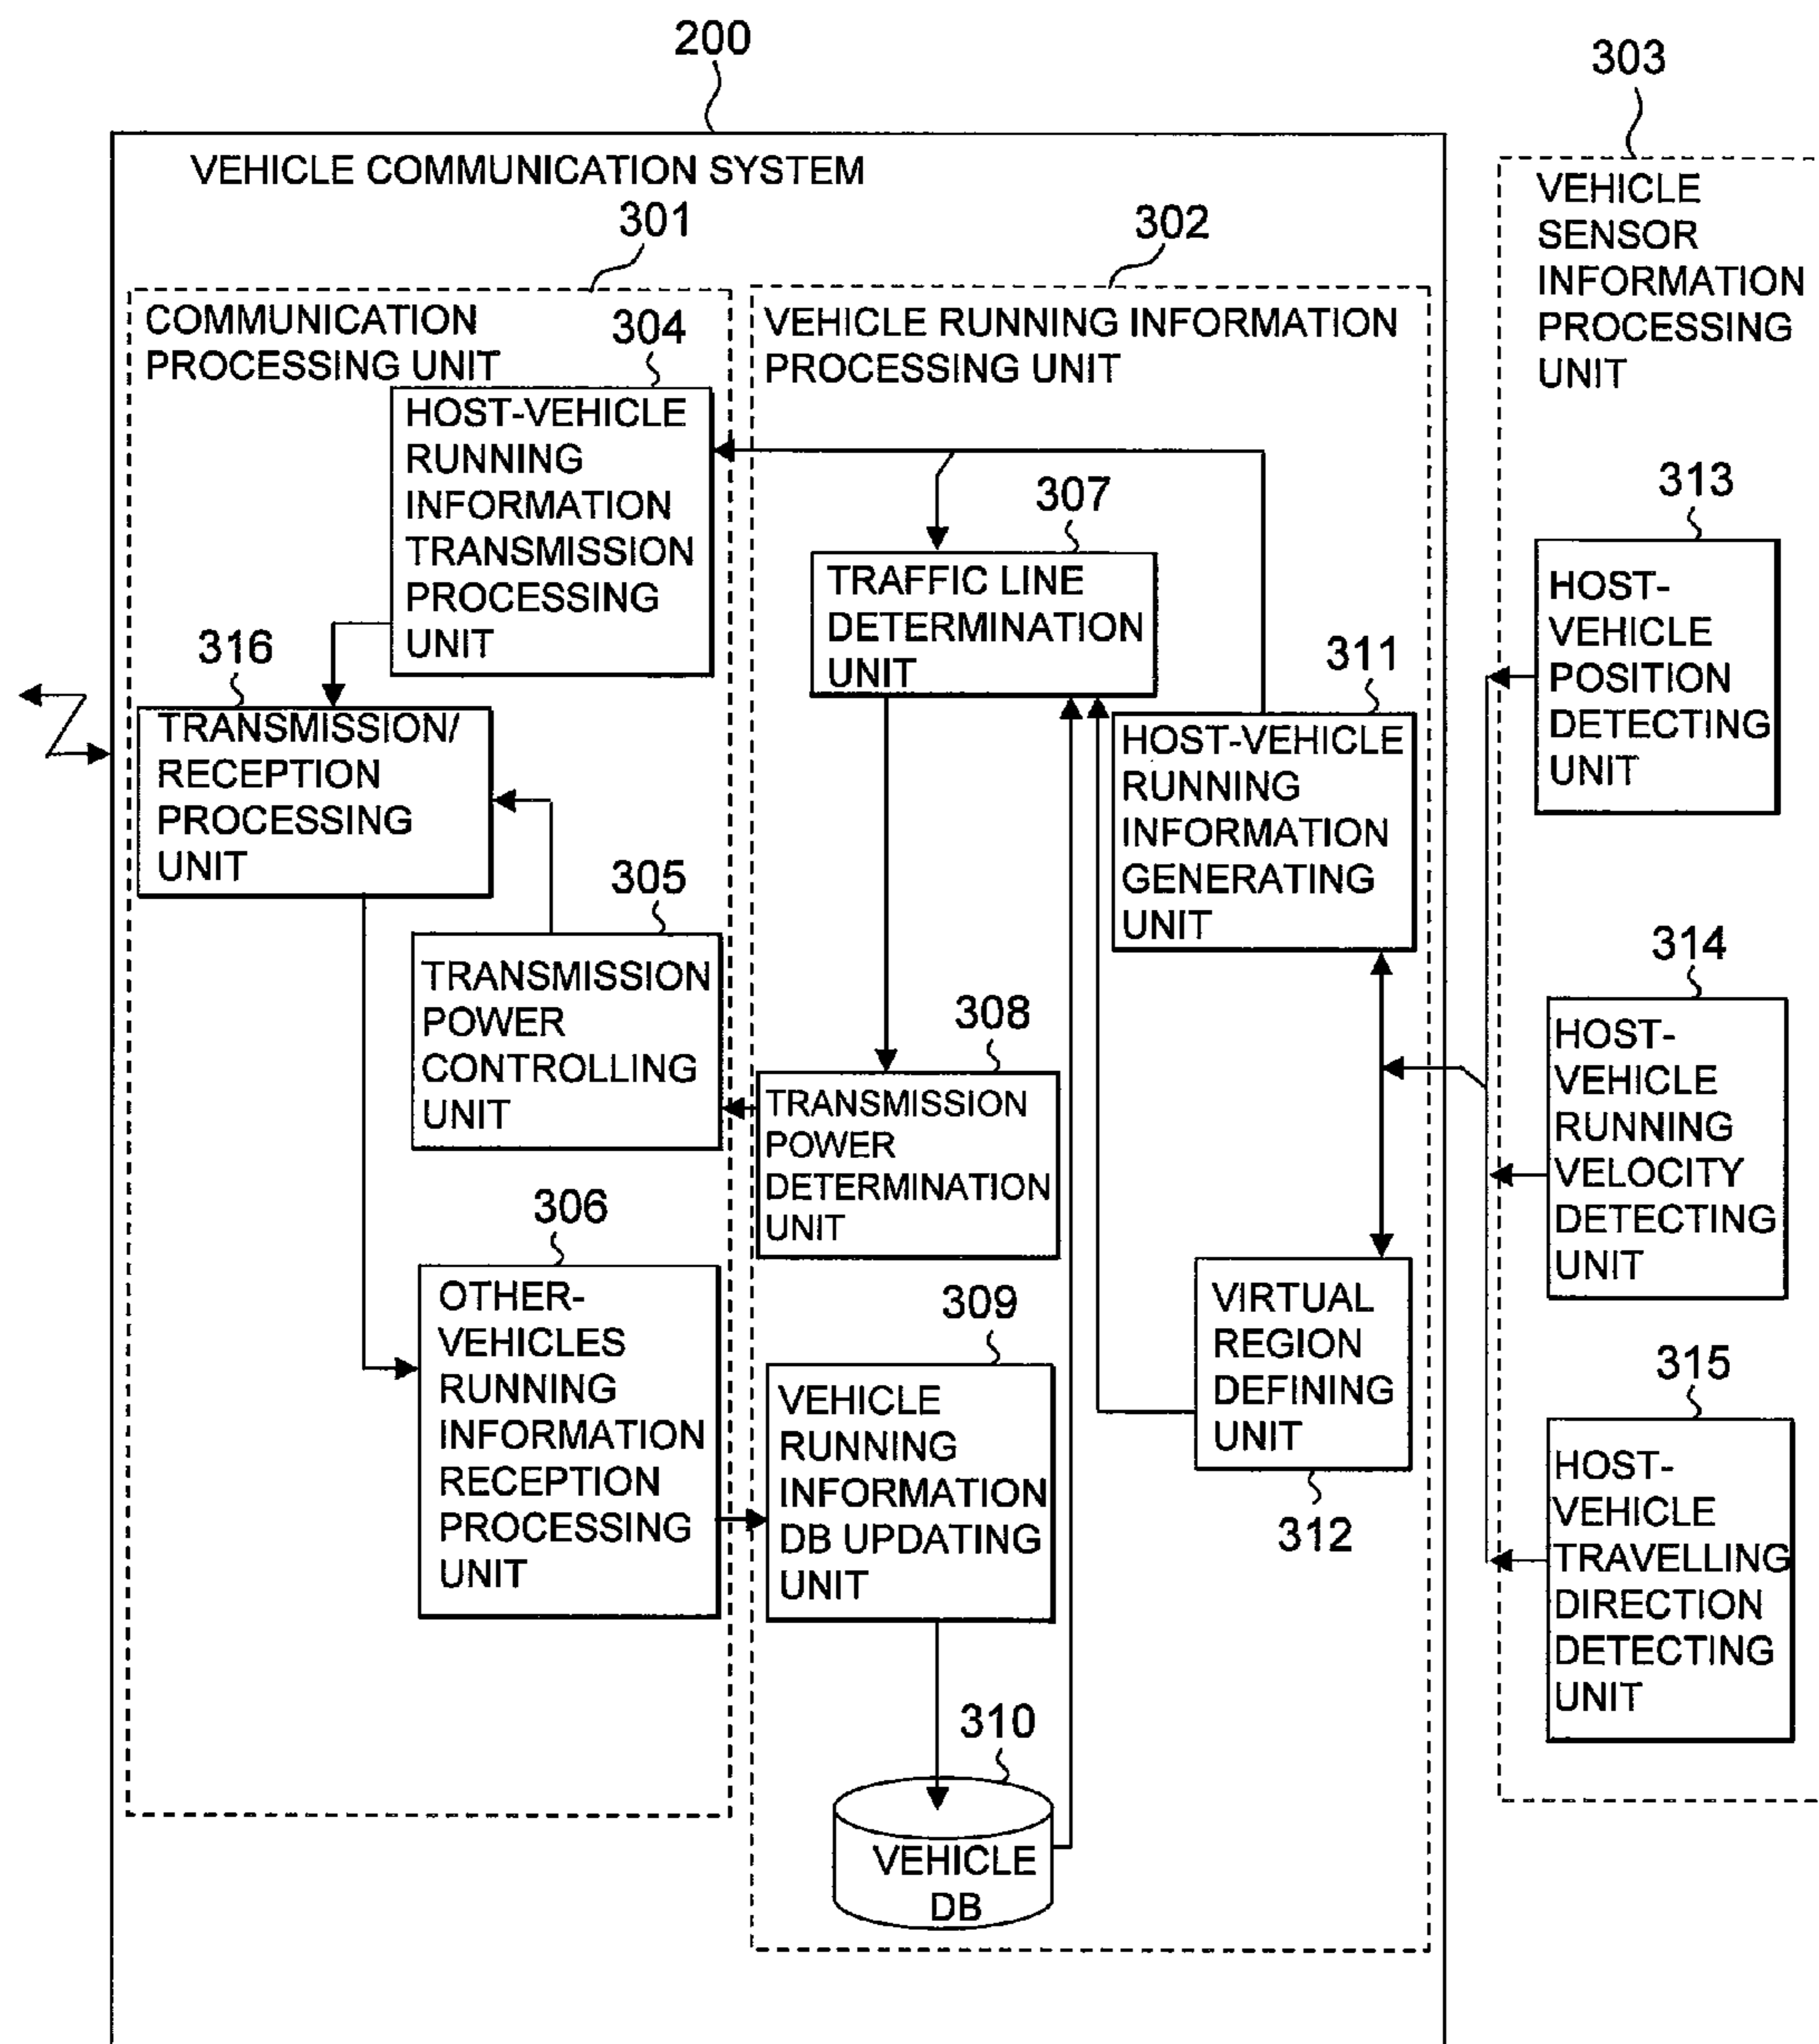 200
303
VEHICLE COMMUNICATION SYSTEM
301
302
VEHICLE
SENSOR
INFORMATION
PROCESSING
UNIT
COMMUNICATION
PROCESSING UNIT
304
VEHICLE RUNNING INFORMATION
PROCESSING UNIT
HOST-VEHICLE
RUNNING
INFORMATION
TRANSMISSION
PROCESSING
UNIT
307
TRAFFIC LINE
DETERMINATION
UNIT
313
HOST-
VEHICLE
POSITION
DETECTING
UNIT
316
TRANSMISSION/
RECEPTION
PROCESSING
UNIT
311
HOST-VEHICLE
RUNNING
INFORMATION
GENERATING
UNIT
305
TRANSMISSION
POWER
CONTROLLING
UNIT
308
TRANSMISSION
POWER
DETERMINATION
UNIT
314
HOST-
VEHICLE
RUNNING
VELOCITY
DETECTING
UNIT
306
OTHER-
VEHICLES
RUNNING
INFORMATION
RECEPTION
PROCESSING
UNIT
309
VEHICLE
RUNNING
INFORMATION
DB UPDATING
UNIT
VIRTUAL
REGION
DEFINING
UNIT
312
315
HOST-
VEHICLE
TRAVELLING
DIRECTION
DETECTING
UNIT
310
VEHICLE
DB